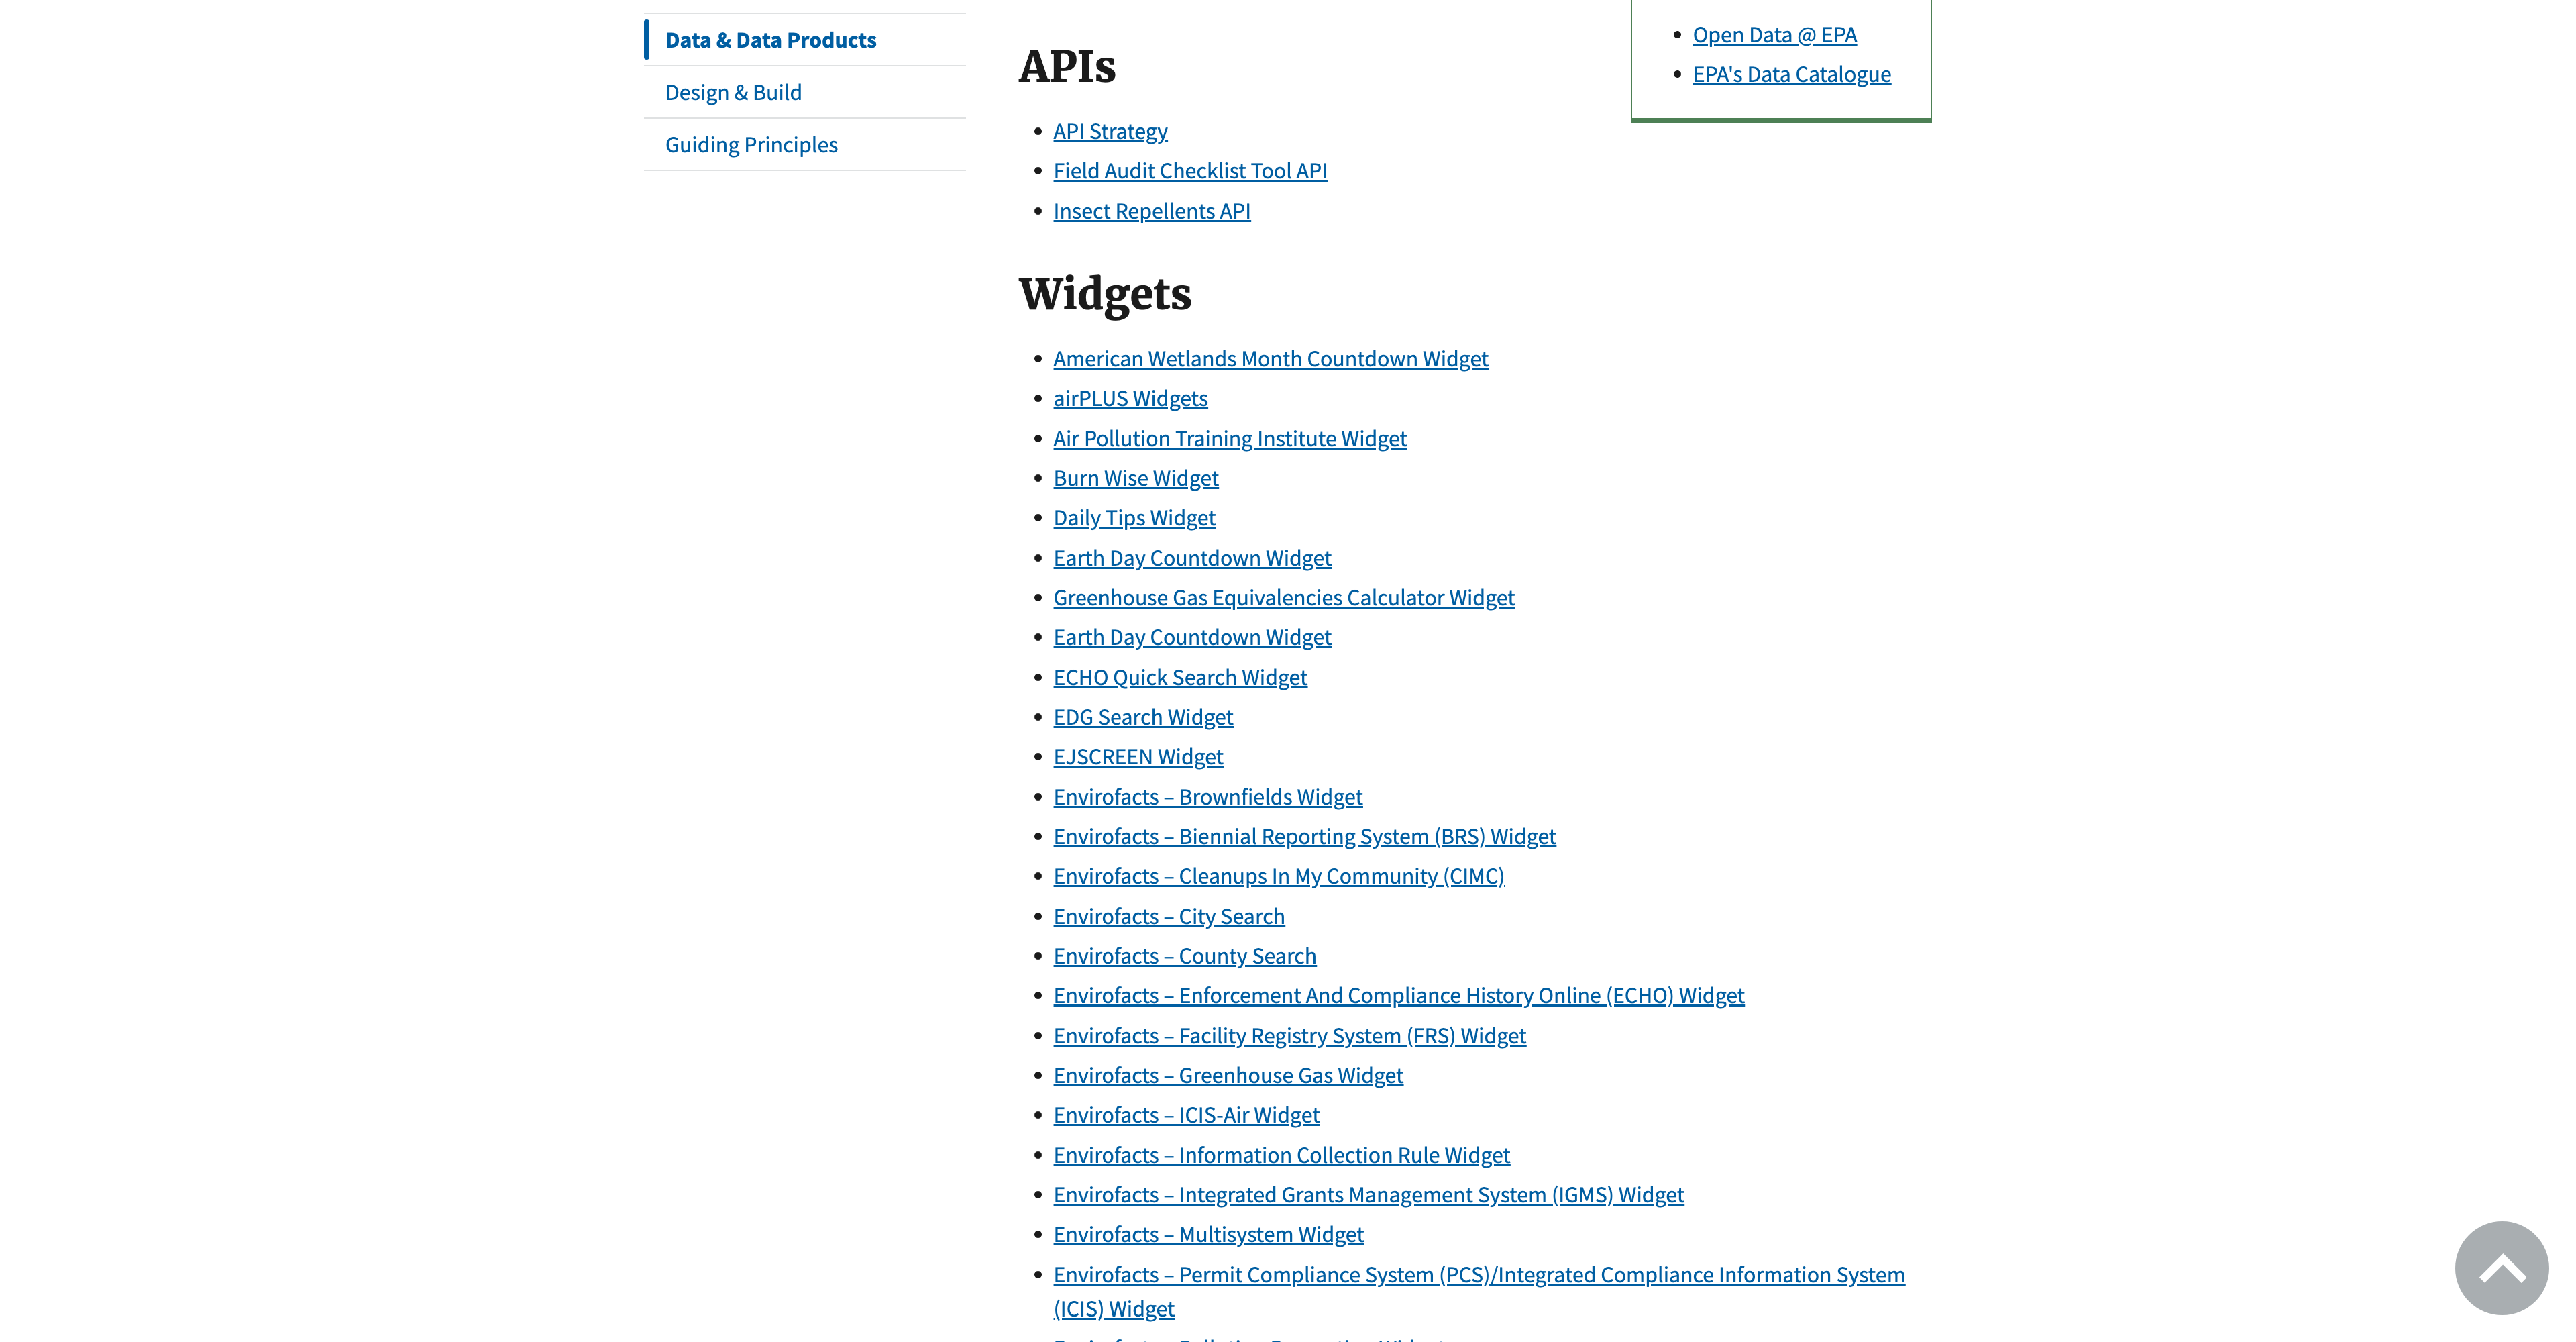 Data & Data Products
Design & Build
Guiding Principles
APIs
API Strategy
Field Audit Checklist Tool API
Insect Repellents API
Open Data @ EPA
EPA's Data Catalogue
Widgets
American Wetlands Month Countdown Widget
airPLUS Widgets
Air Pollution Training Institute Widget
Burn Wise Widget
Daily Tips Widget
Earth Day Countdown Widget
Greenhouse Gas Equivalencies Calculator Widget
Earth Day Countdown Widget
ECHO Quick Search Widget
EDG Search Widget
EJSCREEN Widget
Envirofacts – Brownfields Widget
Envirofacts – Biennial Reporting System (BRS) Widget
Envirofacts – Cleanups In My Community (CIMC)
Envirofacts – City Search
Envirofacts – County Search
Envirofacts – Enforcement And Compliance History Online (ECHO) Widget
Envirofacts – Facility Registry System (FRS) Widget
Envirofacts – Greenhouse Gas Widget
Envirofacts – ICIS-Air Widget
Envirofacts – Information Collection Rule Widget
Envirofacts – Integrated Grants Management System (IGMS) Widget
Envirofacts – Multisystem Widget
Envirofacts – Permit Compliance System (PCS)/Integrated Compliance Information System
(ICIS) Widget